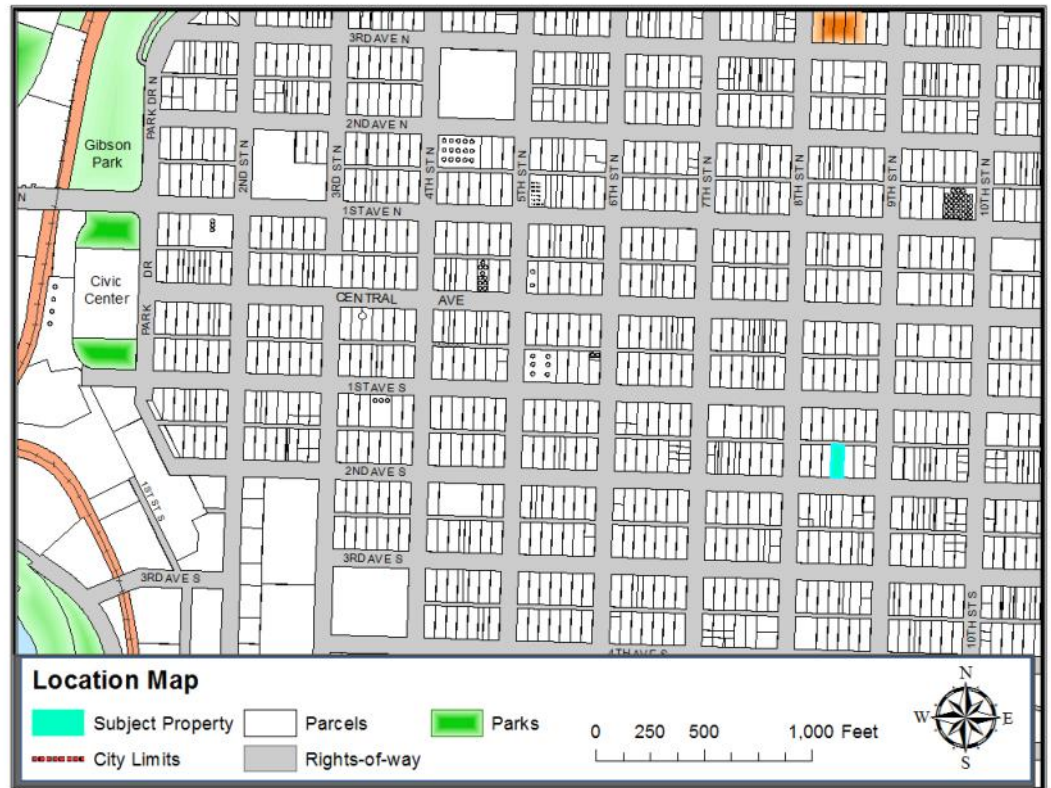 3RD AVE N
PARK DR N
2ND AVE N
Gibson
Park
2ND ST N
3RD ST N
4TH ST N
5TH ST N
6TH ST N
7TH ST N
8TH ST N
9TH ST N
10TH ST N
N
1ST AVE N
Civic
Center
PARK DR
CENTRAL AVE
1ST AVE S
2ND AVE S
1ST ST S
3RD AVE S
3RD AVE S
10TH ST S
4TH AVE S
Location Map
Subject Property
Parcels
Parks
City Limits
Rights-of-way
0 250 500 1,000 Feet
N
W E
S